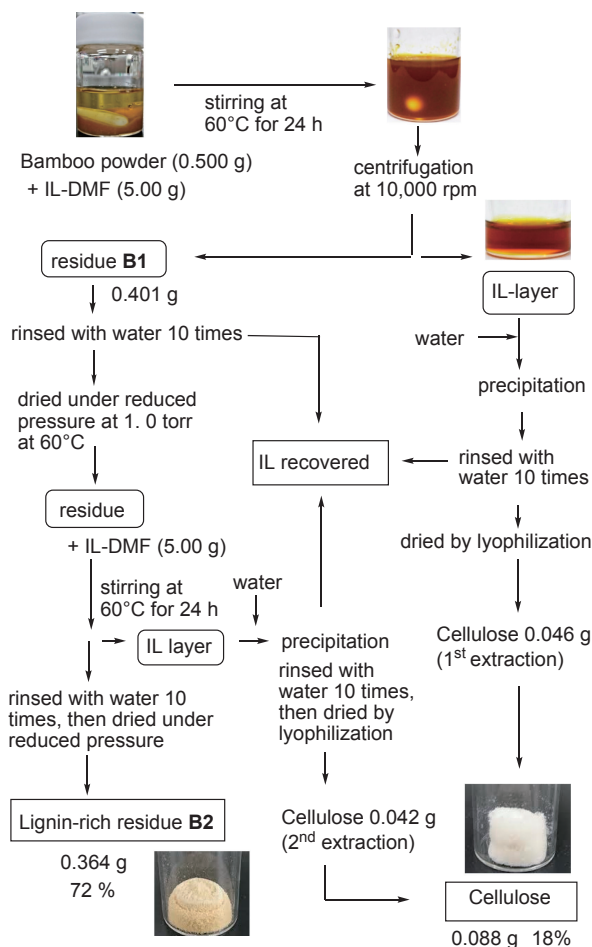 stirring at
60°C for 24 h
Bamboo powder (0.500 g)
+ IL-DMF (5.00 g)
centrifugation
at 10,000 rpm
residue B1
0.401 g
IL-layer
rinsed with water 10 times
water
precipitation
dried under reduced
pressure at 1. 0 torr
at 60°C
IL recovered
rinsed with
water 10 times
residue
+ IL-DMF (5.00 g)
dried by lyophilization
stirring at
60°C for 24 h
water
IL layer
precipitation
rinsed with
water 10 times,
then dried by
lyophilization
Cellulose 0.046 g
(1st extraction)
rinsed with water 10
times, then dried under
reduced pressure
Lignin-rich residue B2
0.364 g
72 %
Cellulose 0.042 g
(2nd extraction)
Cellulose
0.088 g 18%